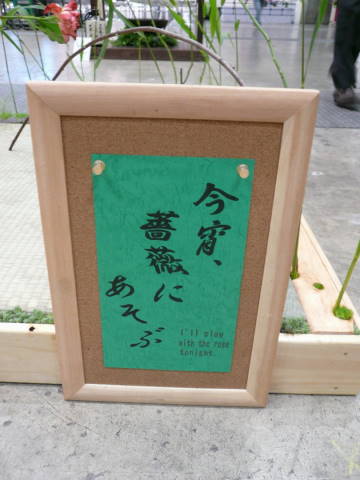 今宵、
薔薇に
あそぶ
I'll play
with the rose
tonight.